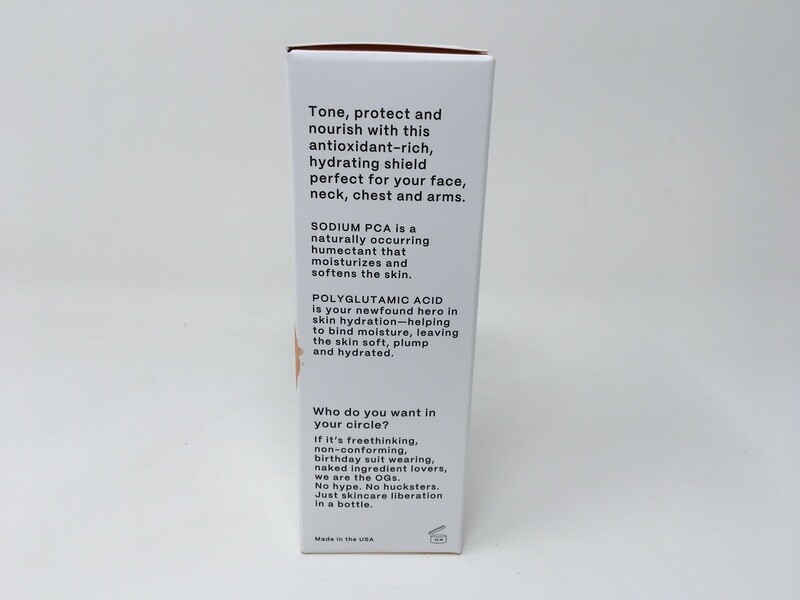 Tone, protect and
nourish with this
antioxidant-rich,
hydrating shield
perfect for your face,
neck, chest and arms.
SODIUM PCA is a
naturally occurring
humectant that
moisturizes and
softens the skin.
POLYGLUTAMIC ACID
is your newfound hero in
skin hydration—helping
to bind moisture, leaving
the skin soft, plump
and hydrated.
Who do you want in
your circle?
If it's freethinking,
non-conforming,
birthday suit wearing,
naked ingredient lovers,
we are the OGs.
No hype. No hucksters.
Just skincare liberation
in a bottle.
Made in the USA
12 M